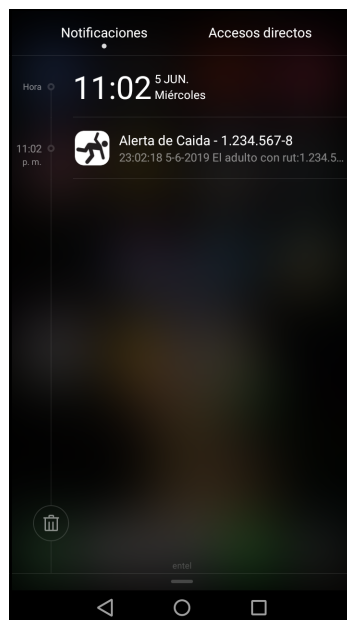 Notificaciones Accesos directos
Hora 11:02 5 JUN.
Miércoles
11:02 p. m.
Alerta de Caida - 1.234.567-8
23:02:18 5-6-2019 El adulto con rut:1.234.5...
entel